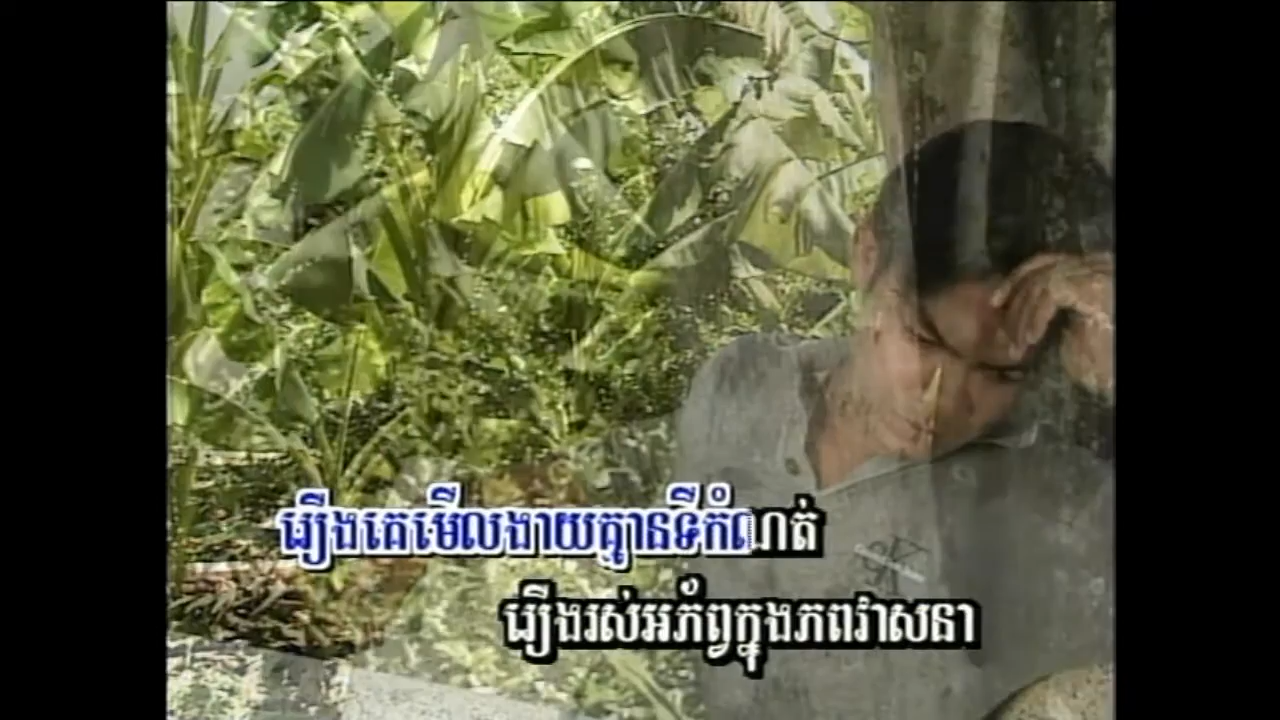 រឿងគេមើលងាយគ្មានទីកំណត់
រឿងរស់អភ័ព្វក្នុងភពវាសនា